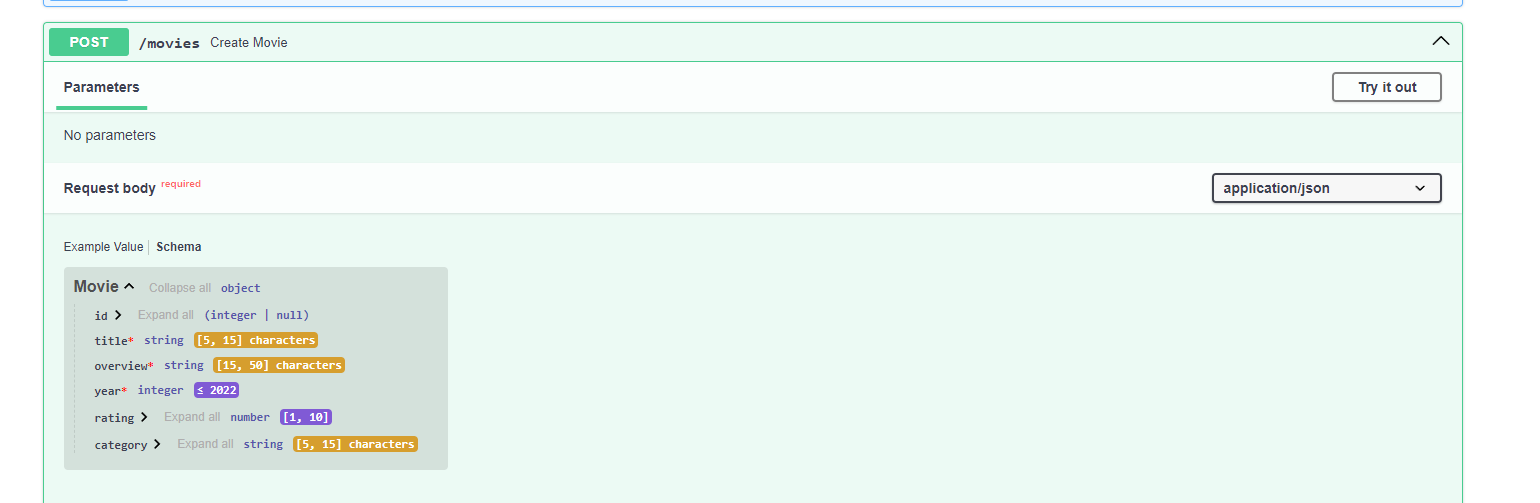 POST /movies Create Movie
Parameters Try it out
No parameters
Request body required application/json
Example Value Schema
Movie Collapse all object
id Expand all (integer | null)
title* string [5, 15] characters
overview* string [15, 50] characters
year* integer ≤ 2022
rating Expand all number [1, 10]
category Expand all string [5, 15] characters